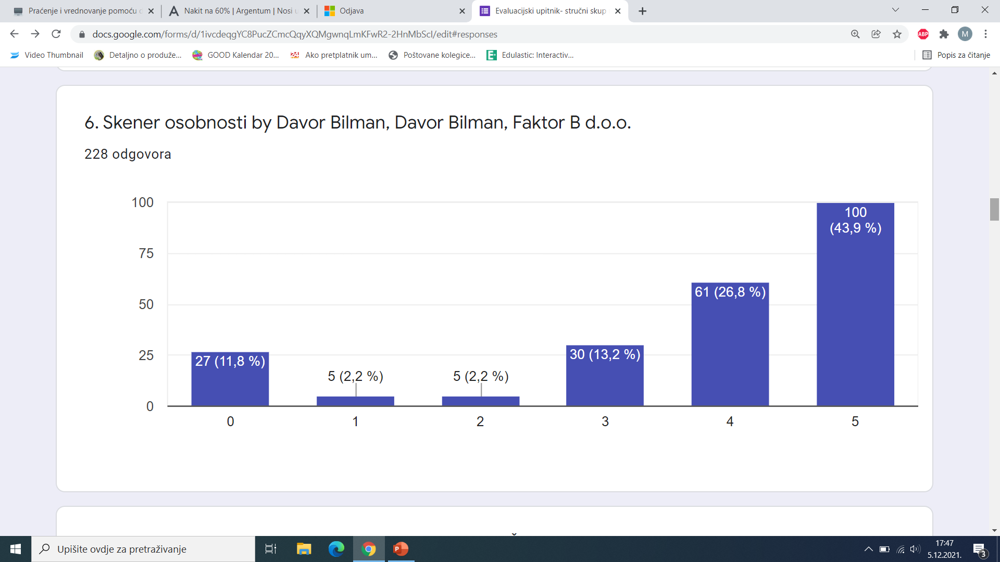 Praćenje i vrednovanje pomoću
Nakit na 60% | Argentum | Nosi
Odjava
Evaluacijski upitnik- stručni skup
docs.google.com/forms/d/1ivcdeqgYC8PucZCmcQqyXQMgwnqLmKFwR2-2HnMbScI/edit#responses
ABP
M
Video Thumbnail
Detaljno o produže...
GOOD Kalendar 20...
24
Ako pretplatnik um...
Poštovane kolegice...
E
Edulastic: Interactiv...
Popis za čitanje
6. Skener osobnosti by Davor Bilman, Davor Bilman, Faktor B d.o.o.
228 odgovora
100
75
50
25
0
27 (11,8 %)
5 (2,2 %)
5 (2,2 %)
30 (13,2 %)
61 (26,8 %)
100
(43,9 %)
0
1
2
3
4
5
Upišite ovdje za pretraživanje
P
17:47
5.12.2021.
3